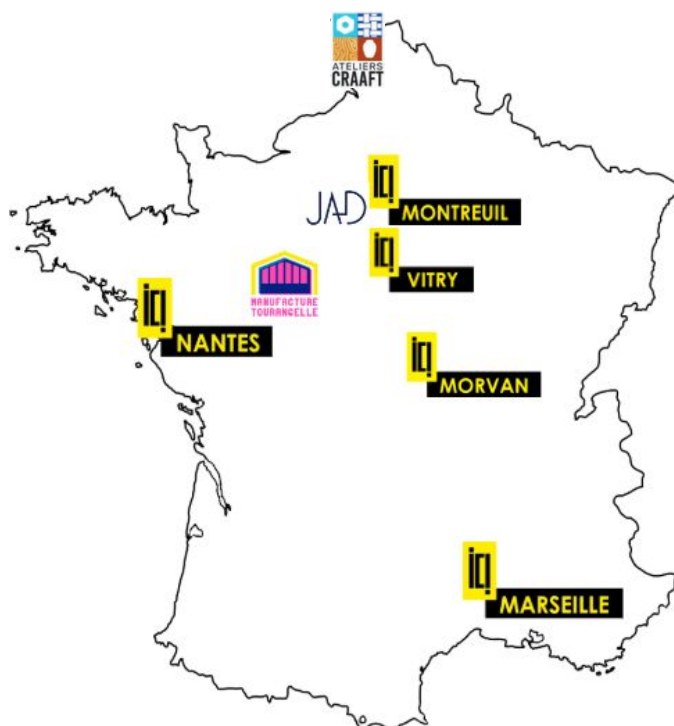 ATELIERS
CRAAFT
ici
MONTREUIL
JAD
ici
VITRY
MANUFACTURE
TOURANGELLE
ici
NANTES
ici
MORVAN
ici
MARSEILLE